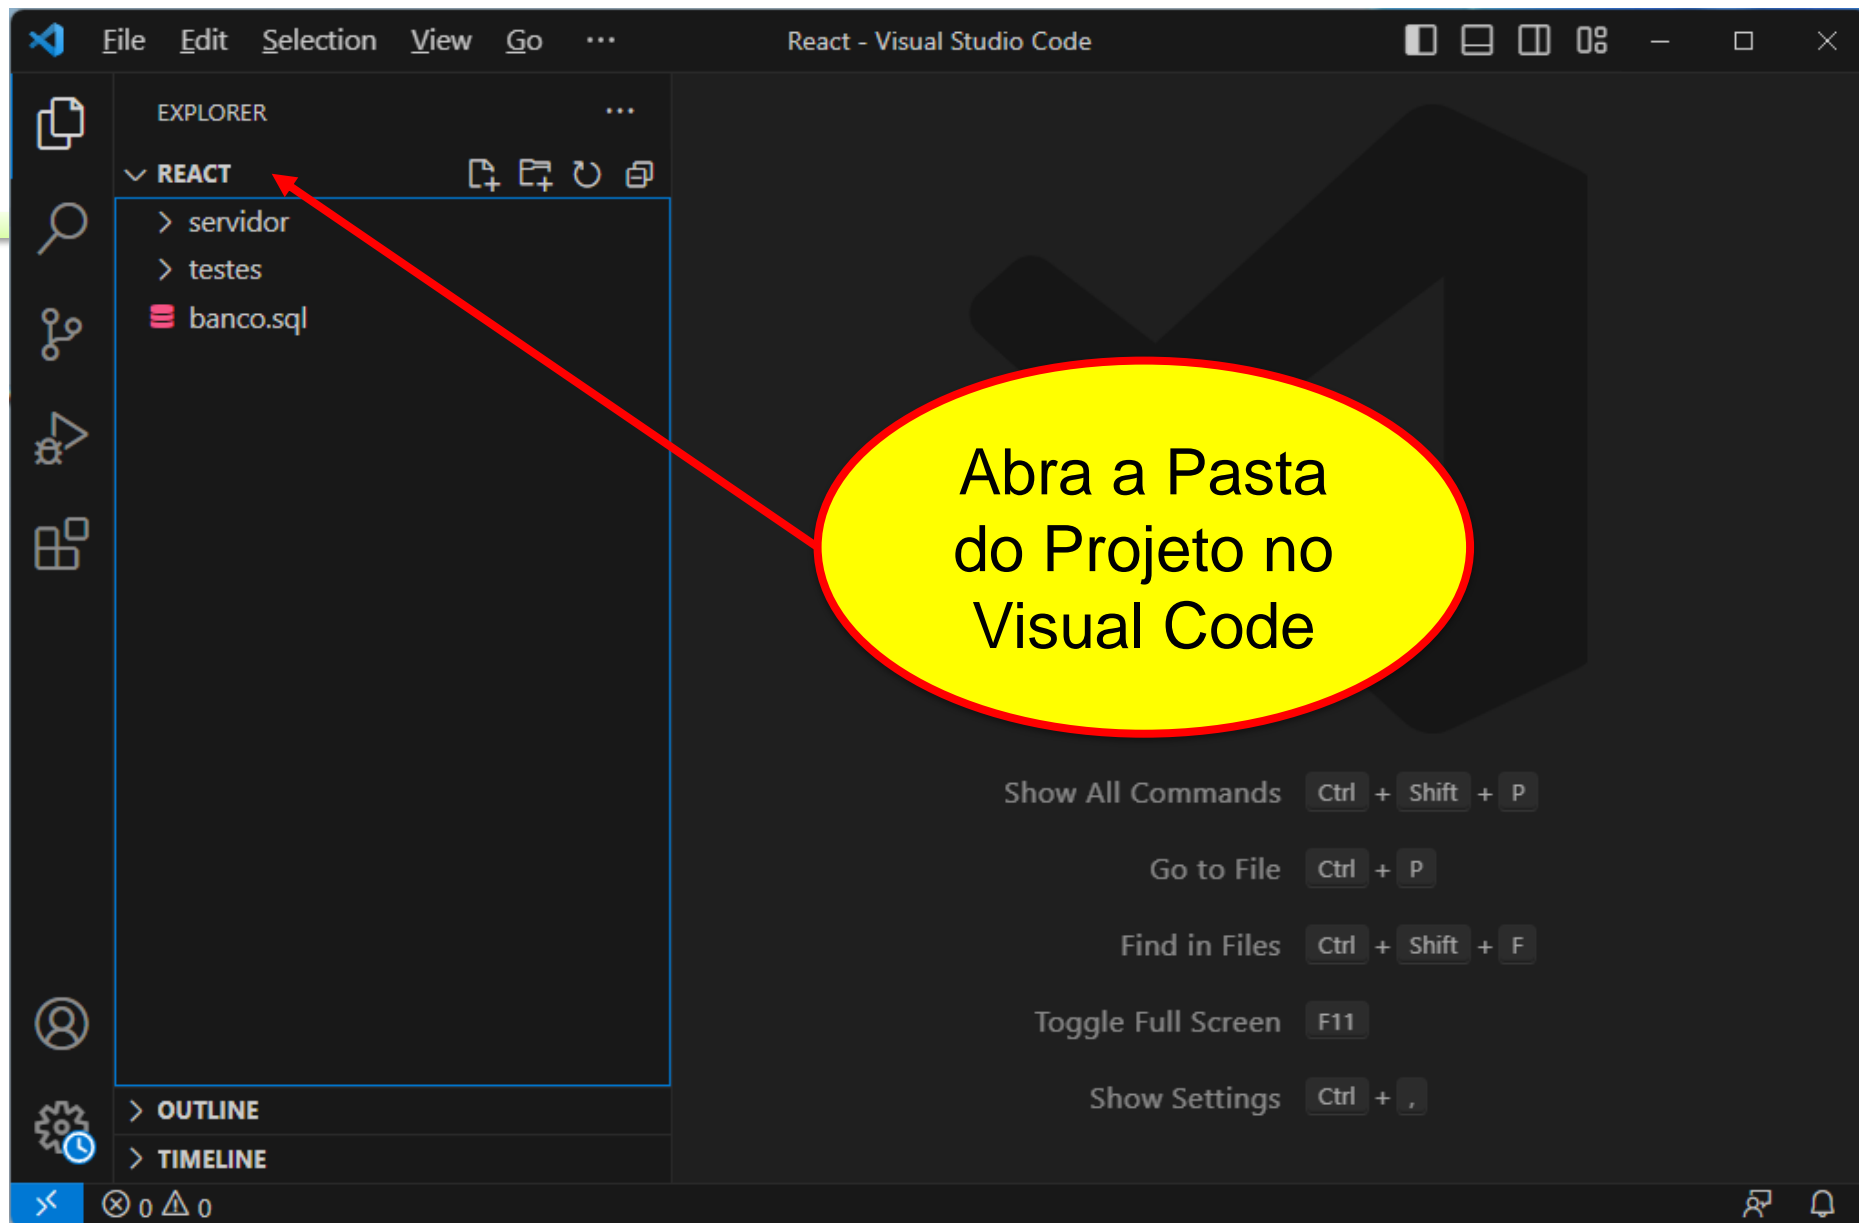 File Edit Selection View Go ··· React - Visual Studio Code
EXPLORER ···
REACT
servidor
testes
banco.sql
Abra a Pasta
do Projeto no
Visual Code
Show All Commands Ctrl + Shift + P
Go to File Ctrl + P
Find in Files Ctrl + Shift + F
Toggle Full Screen F11
Show Settings Ctrl + ,
OUTLINE
TIMELINE
0 0